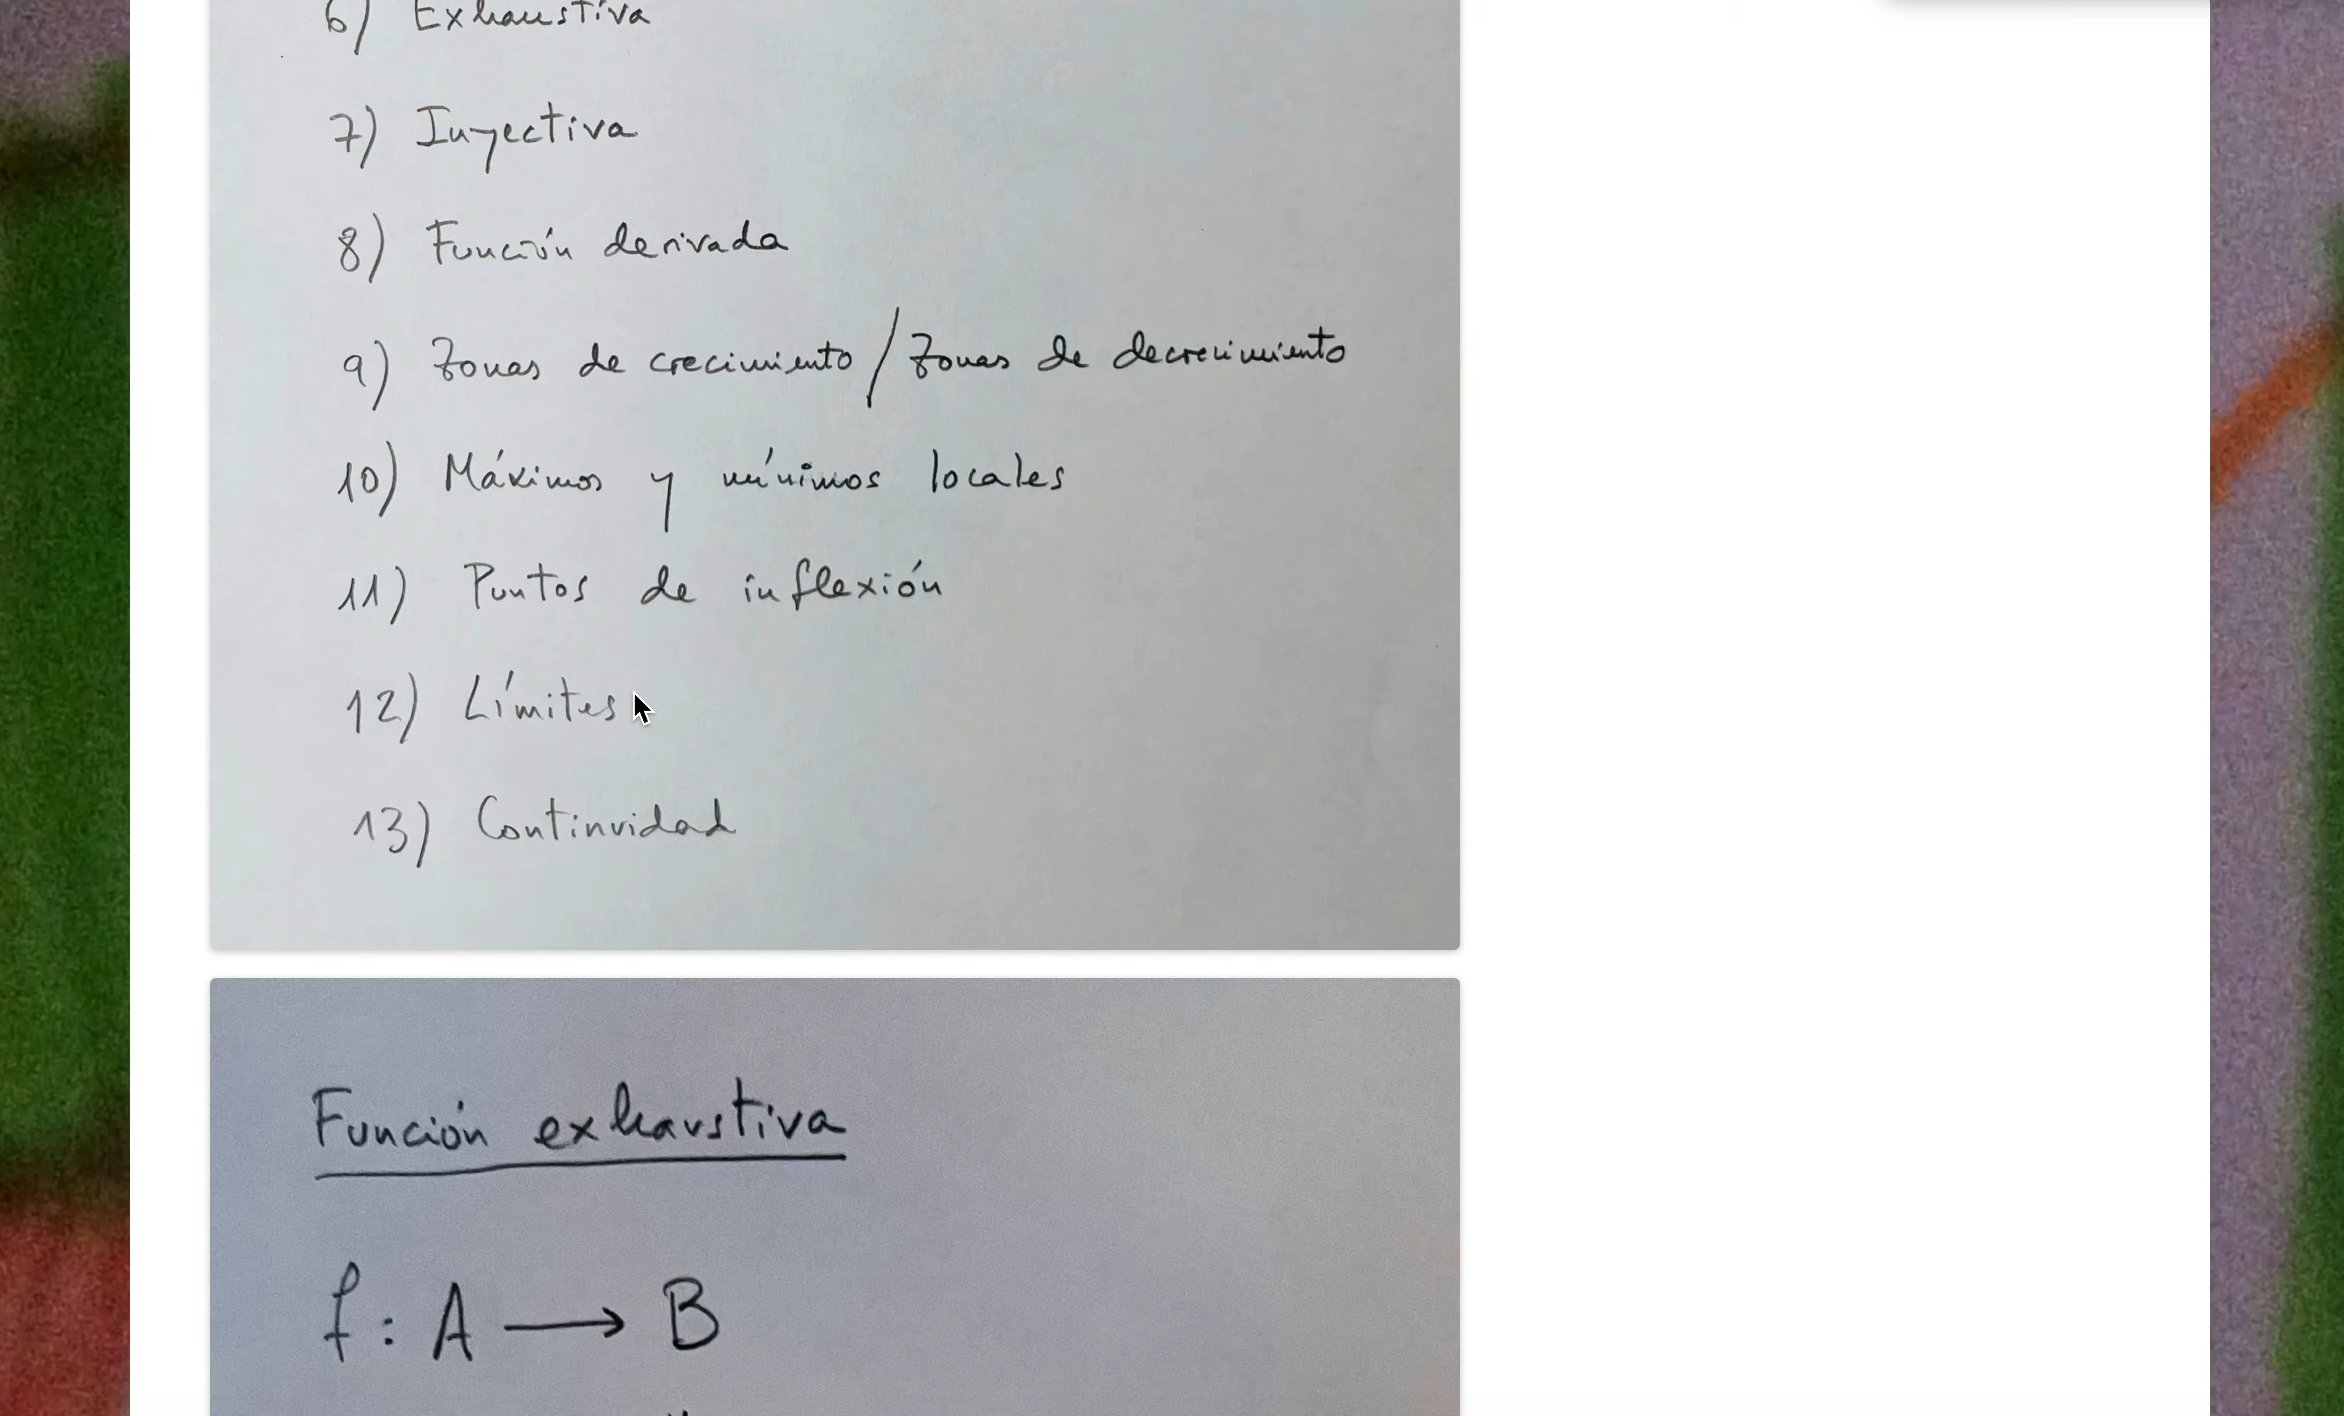 6) Exhaustiva
7) Inyectiva
8) Función derivada
9) Zonas de crecimiento / Zonas de decrecimiento
10) Máximos y mínimos locales
11) Puntos de inflexión
12) Límites
13) Continuidad
Función exhaustiva
f: A → B